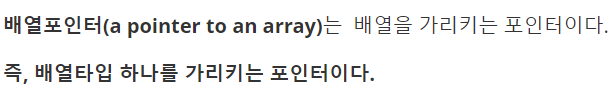 배열포인터(a pointer to an array)는 배열을 가리키는 포인터이다.
즉, 배열타입 하나를 가리키는 포인터이다.